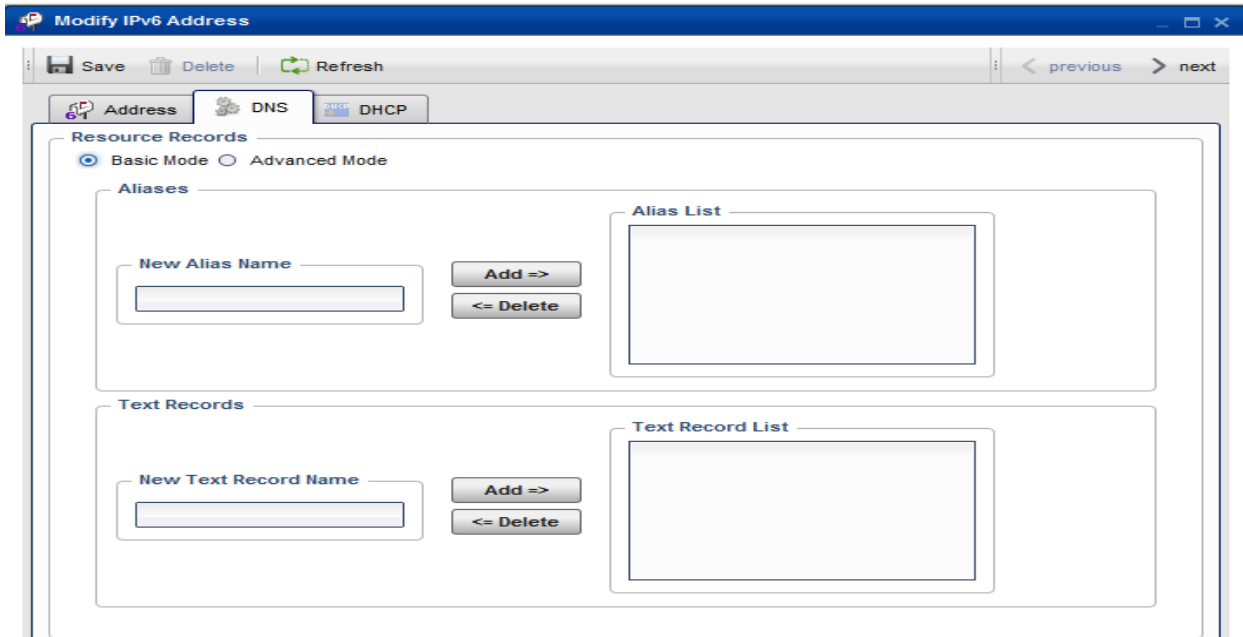 Modify IPv6 Address
Save Delete Refresh previous next
Address DNS DHCP
Resource Records
Basic Mode Advanced Mode
Aliases
Alias List
New Alias Name
Add =>
<= Delete
Text Records
Text Record List
New Text Record Name
Add =>
<= Delete